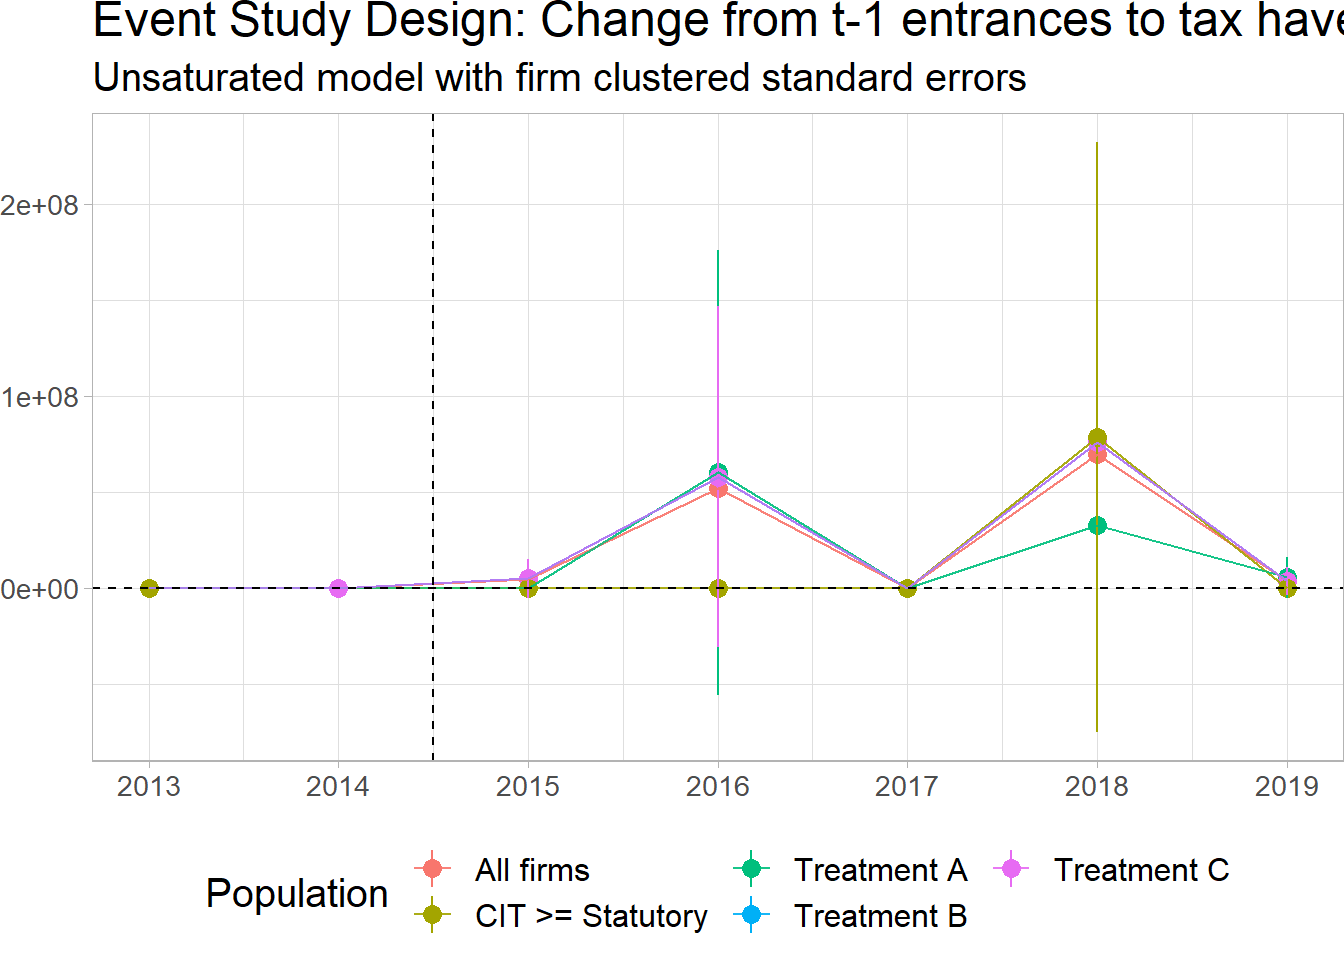 Event Study Design: Change from t-1 entrances to tax have
Unsaturated model with firm clustered standard errors
2e+08
1e+08
0e+00
2013 2014 2015 2016 2017 2018 2019
Population
All firms Treatment A Treatment C
CIT >= Statutory Treatment B